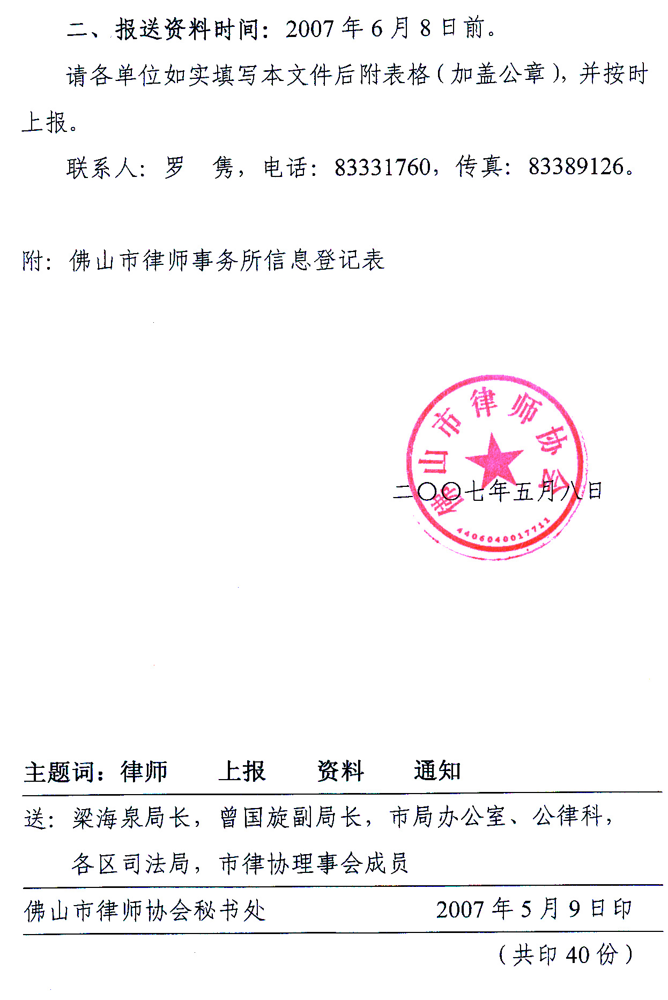 二、报送资料时间：2007 年 6 月 8 日前。
请各单位如实填写本文件后附表格（加盖公章），并按时
上报。
联系人：罗　隽，电话：83331760，传真：83389126。
附：佛山市律师事务所信息登记表
佛山市律师协会
二〇〇七年五月八日
4406040017711
主题词：律师　上报　资料　通知
送：梁海泉局长，曾国旋副局长，市局办公室、公律科，
各区司法局，市律协理事会成员
佛山市律师协会秘书处　2007 年 5 月 9 日印
（共印 40 份）